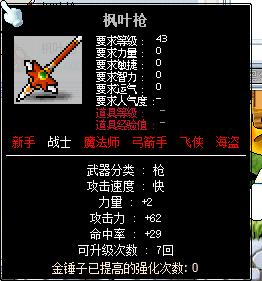 枫叶枪
要求等级： 43
要求力量： 0
要求敏捷： 0
要求智力： 0
要求运气： 0
要求人气度：-
道具等级： -
道具经验值： -
新手 战士 魔法师 弓箭手 飞侠 海盗
武器分类： 枪
攻击速度： 快
力量： +2
攻击力： +62
命中率： +29
可升级次数： 7回
金锤子已提高的强化次数: 0